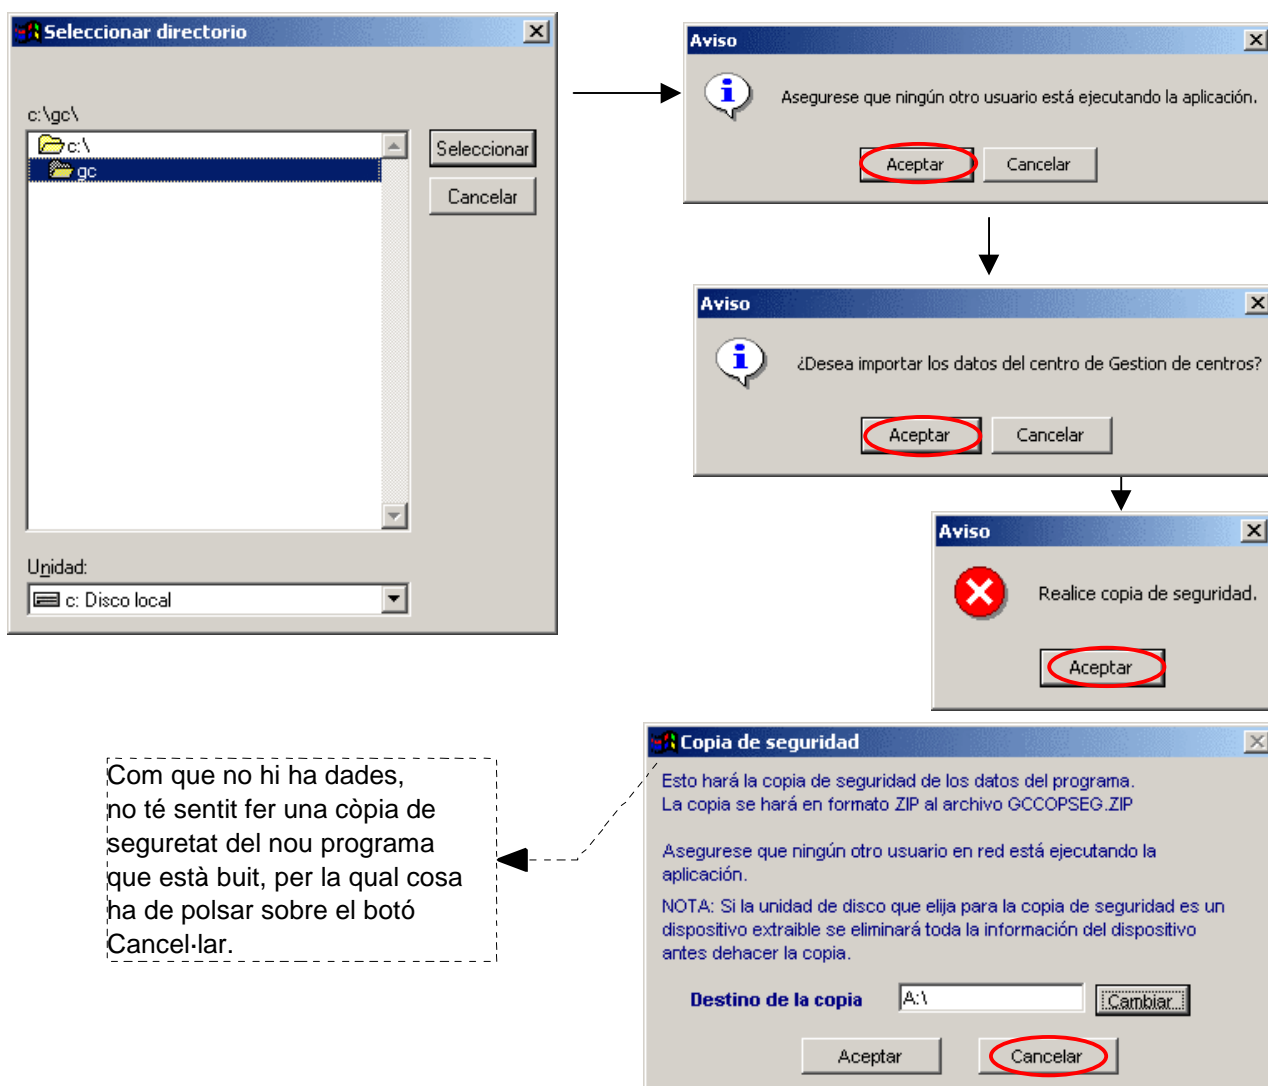 Seleccionar directorio
c:\gc\
c:\
gc
Seleccionar
Cancelar
Unidad:
c: Disco local
Aviso
Asegurese que ningún otro usuario está ejecutando la aplicación.
Aceptar
Cancelar
Aviso
¿Desea importar los datos del centro de Gestion de centros?
Aceptar
Cancelar
Aviso
Realice copia de seguridad.
Aceptar
Com que no hi ha dades,
no té sentit fer una còpia de
seguretat del nou programa
que està buit, per la qual cosa
ha de polsar sobre el botó
Cancel·lar.
Copia de seguridad
Esto hará la copia de seguridad de los datos del programa.
La copia se hará en formato ZIP al archivo GCCOPSEG.ZIP
Asegurese que ningún otro usuario en red está ejecutando la
aplicación.
NOTA: Si la unidad de disco que elija para la copia de seguridad es un
dispositivo extraible se eliminará toda la información del dispositivo
antes dehacer la copia.
Destino de la copia
A:\
Cambiar
Aceptar
Cancelar